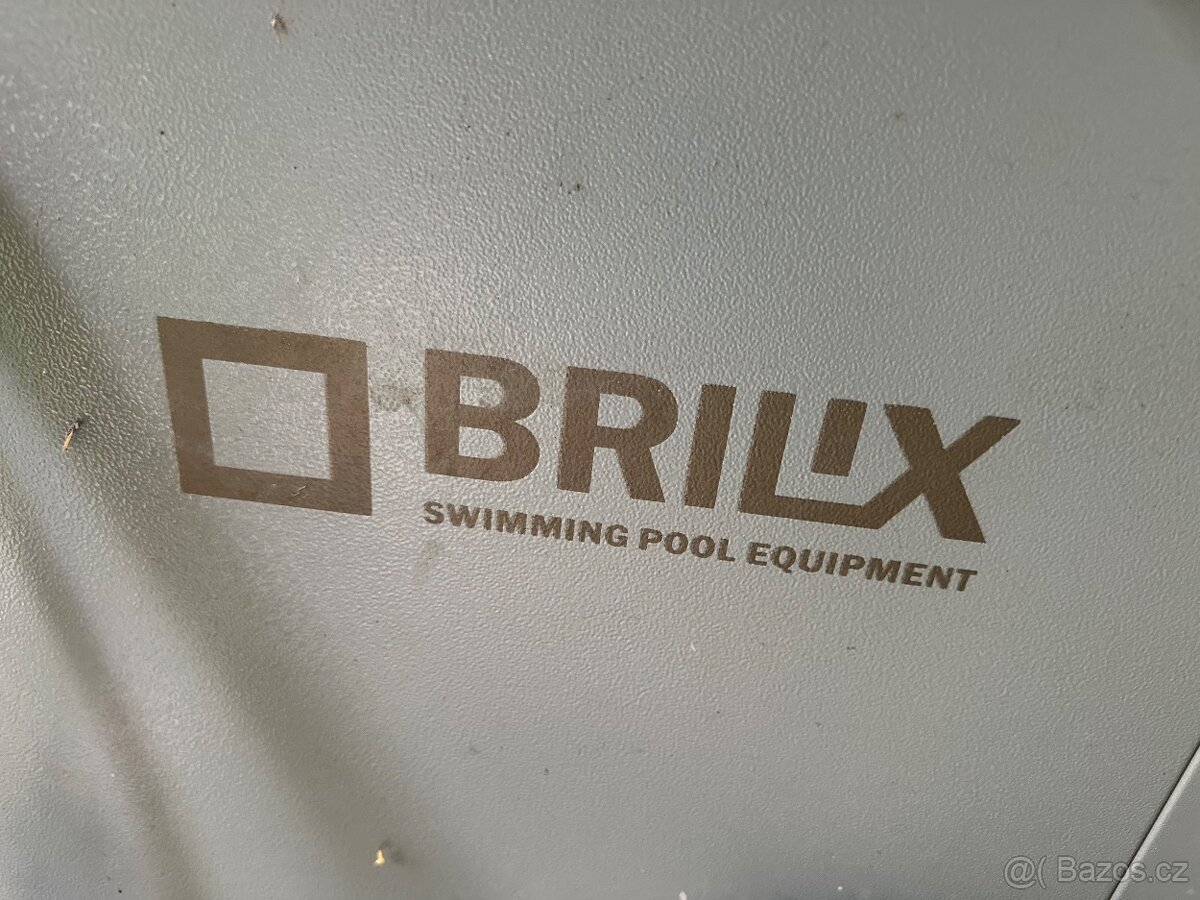 BRILIX
SWIMMING POOL EQUIPMENT
@( Bazos.cz